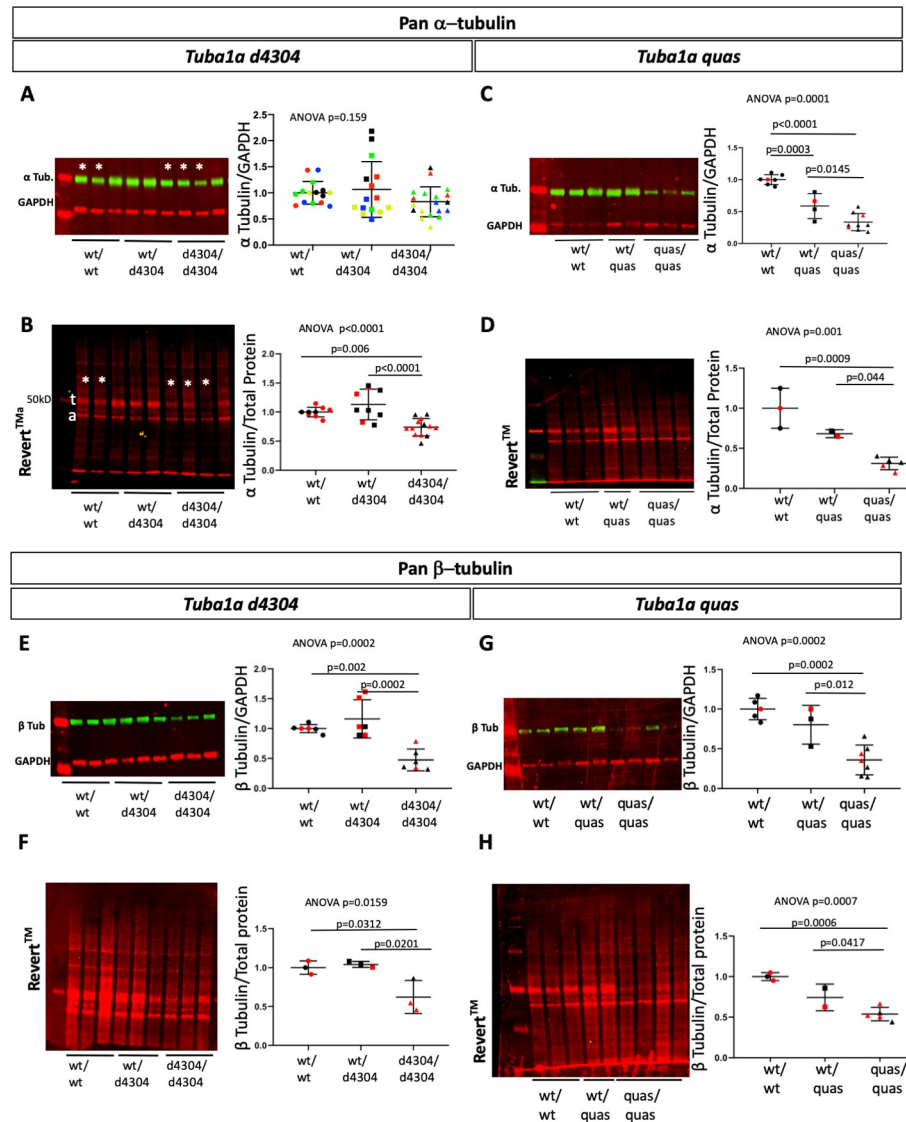 Pan α–tubulin
Tuba1a d4304
Tuba1a quas
A
ANOVA p=0.159
α Tub.
GAPDH
* * * * *
wt/
wt
wt/
d4304
d4304/
d4304
α Tubulin/GAPDH
2.5
2.0
1.5
1.0
0.5
0.0
wt/
wt
wt/
d4304
d4304/
d4304
C
ANOVA p=0.0001
p<0.0001
p=0.0003
p=0.0145
α Tub.
GAPDH
wt/
wt
wt/
quas
quas/
quas
α Tubulin/GAPDH
1.5
1.0
0.5
0.0
wt/
wt
wt/
quas
quas/
quas
B
ANOVA p<0.0001
p=0.006
p<0.0001
Revert™a
50kD
t
a
* * * * *
wt/
wt
wt/
d4304
d4304/
d4304
α Tubulin/Total Protein
2.0
1.5
1.0
0.5
0.0
wt/
wt
wt/
d4304
d4304/
d4304
D
ANOVA p=0.001
p=0.0009
p=0.044
Revert™
wt/
wt
wt/
quas
quas/
quas
α Tubulin/Total Protein
1.5
1.0
0.5
0.0
wt/
wt
wt/
quas
quas/
quas
Pan β–tubulin
Tuba1a d4304
Tuba1a quas
E
ANOVA p=0.0002
p=0.002
p=0.0002
β Tub
GAPDH
wt/
wt
wt/
d4304
d4304/
d4304
β Tubulin/GAPDH
2.0
1.5
1.0
0.5
0.0
wt/
wt
wt/
d4304
d4304/
d4304
G
ANOVA p=0.0002
p=0.0002
p=0.012
β Tub
GAPDH
wt/
wt
wt/
quas
quas/
quas
β Tubulin/GAPDH
1.5
1.0
0.5
0.0
wt/
wt
wt/
quas
quas/
quas
F
ANOVA p=0.0159
p=0.0312
p=0.0201
Revert™
wt/
wt
wt/
d4304
d4304/
d4304
β Tubulin/Total protein
1.5
1.0
0.5
0.0
wt/
wt
wt/
d4304
d4304/
d4304
H
ANOVA p=0.0007
p=0.0006
p=0.0417
Revert™
wt/
wt
wt/
quas
quas/
quas
β Tubulin/Total protein
1.5
1.0
0.5
0.0
wt/
wt
wt/
quas
quas/
quas